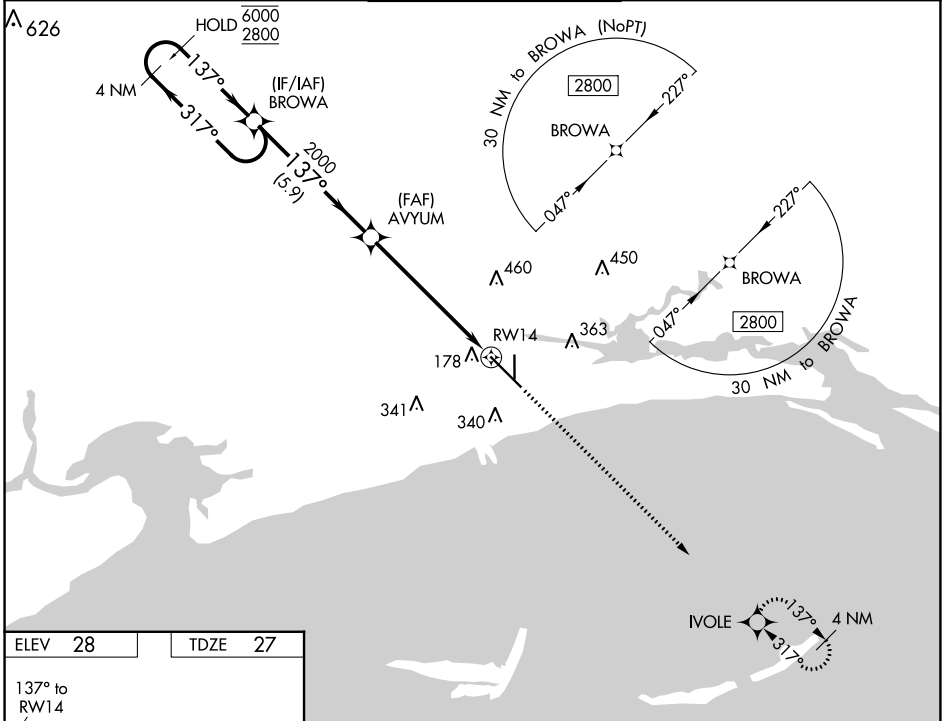 626
HOLD 6000
2800
137°
4 NM
317°
(IF/IAF)
BROWA
2000
137°
(5.9)
(FAF)
AVYUM
30 NM to BROWA (NoPT)
2800
227°
BROWA
047°
227°
BROWA
047°
2800
30 NM to BROWA
460
450
363
RW14
178
341
340
IVOLE
137°
4 NM
317°
ELEV 28
TDZE 27
137° to
RW14